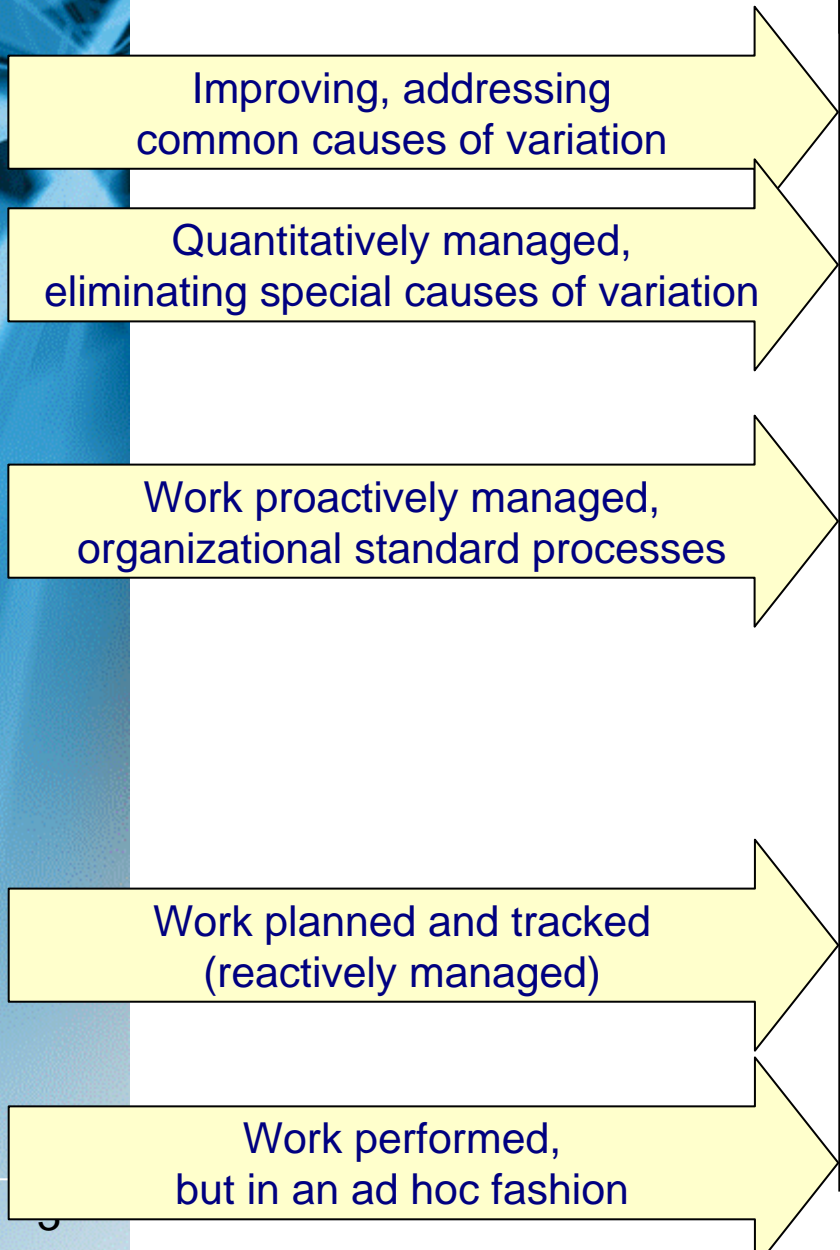 Improving, addressing
common causes of variation
Quantitatively managed,
eliminating special causes of variation
Work proactively managed,
organizational standard processes
Work planned and tracked
(reactively managed)
Work performed,
but in an ad hoc fashion